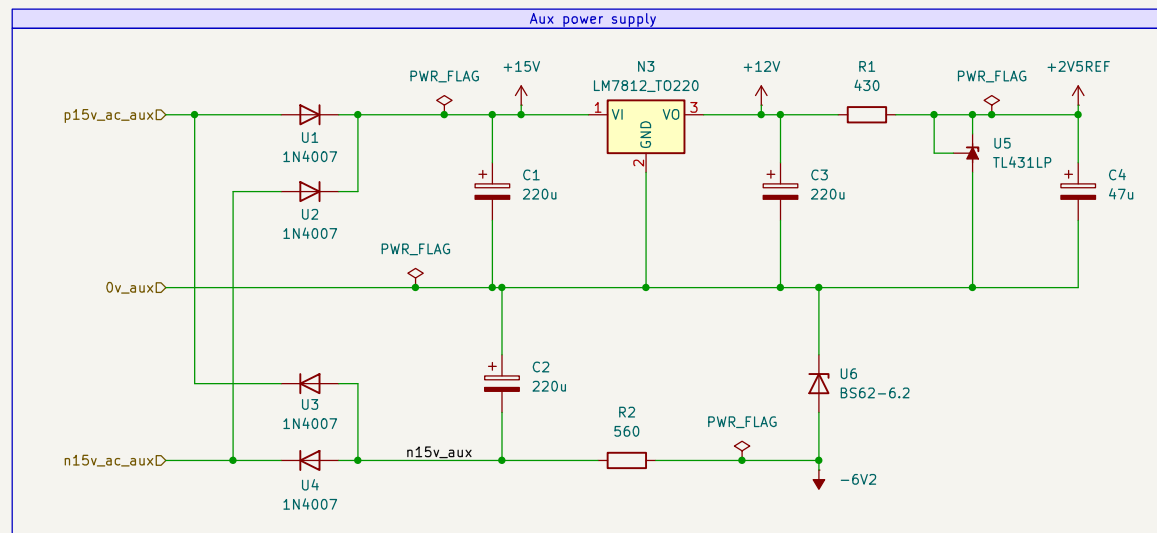 Aux power supply
PWR_FLAG
+15V
N3
LM7812_TO220
+12V
R1
430
PWR_FLAG
+2V5REF
p15v_ac_aux
1
VI
VO
3
GND
2
U1
1N4007
U5
TL431LP
+
C1
220u
+
C3
220u
+
C4
47u
U2
1N4007
PWR_FLAG
0v_aux
+
C2
220u
U6
BS62-6.2
U3
1N4007
R2
560
PWR_FLAG
n15v_ac_aux
n15v_aux
-6V2
U4
1N4007